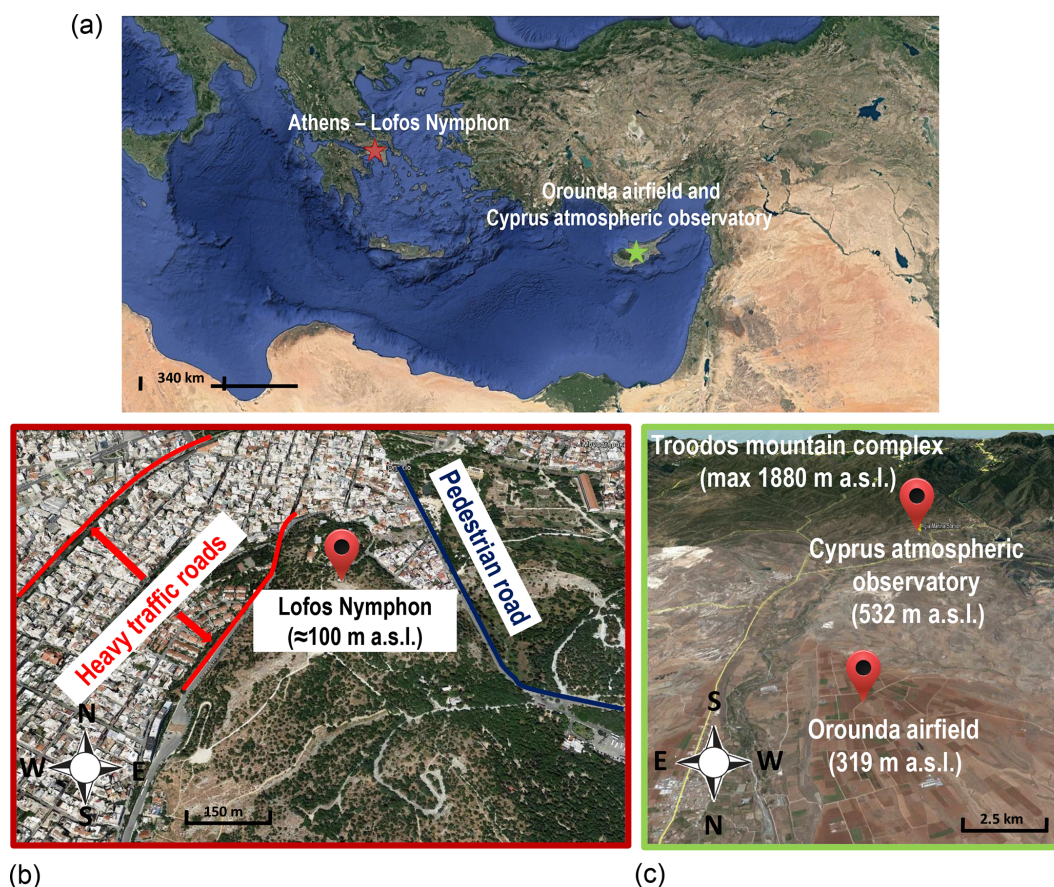 (a)
Athens – Lofos Nymphon
Orounda airfield and
Cyprus atmospheric observatory
340 km
Heavy traffic roads
Pedestrian road
Lofos Nymphon
(≈100 m a.s.l.)
N
W E
S
150 m
(b)
Troodos mountain complex
(max 1880 m a.s.l.)
Cyprus atmospheric
observatory
(532 m a.s.l.)
Orounda airfield
(319 m a.s.l.)
S
E W
N
2.5 km
(c)